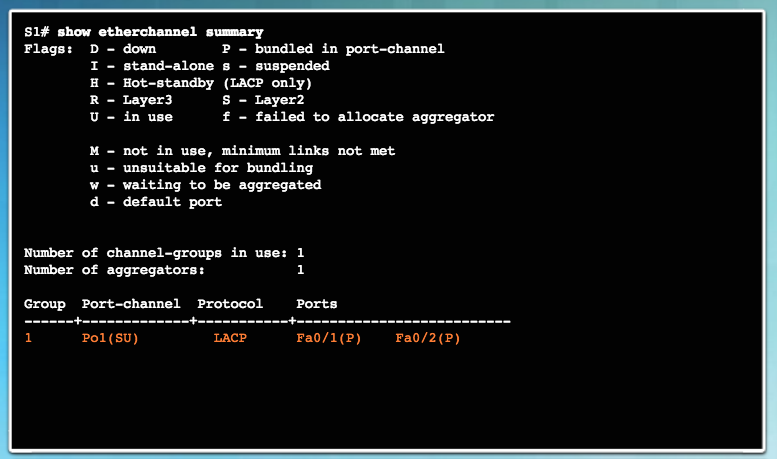 S1# show etherchannel summary
Flags:  D - down        P - bundled in port-channel
        I - stand-alone s - suspended
        H - Hot-standby (LACP only)
        R - Layer3      S - Layer2
        U - in use      f - failed to allocate aggregator
        M - not in use, minimum links not met
        u - unsuitable for bundling
        w - waiting to be aggregated
        d - default port
Number of channel-groups in use: 1
Number of aggregators:           1
Group  Port-channel  Protocol    Ports
------+-------------+-----------+--------------------------
1      Po1(SU)         LACP      Fa0/1(P)    Fa0/2(P)